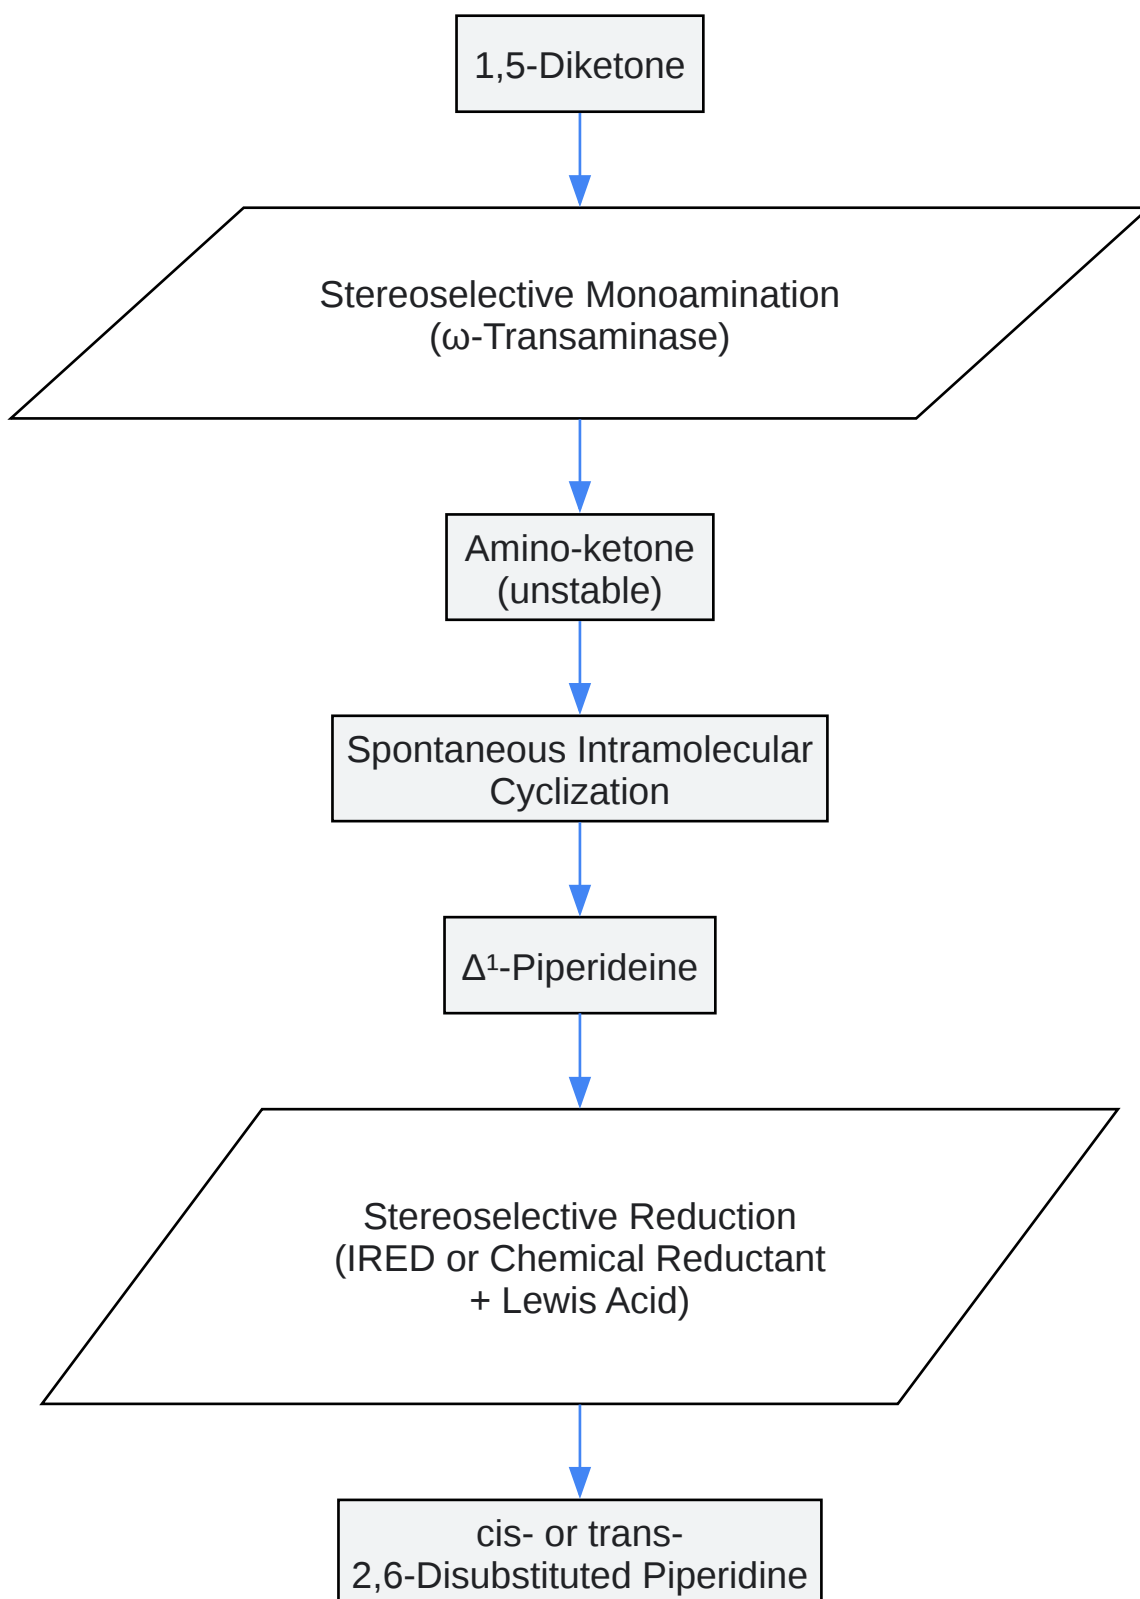 1,5-Diketone
Stereoselective Monoamination
(ω-Transaminase)
Amino-ketone
(unstable)
Spontaneous Intramolecular
Cyclization
Δ¹-Piperideine
Stereoselective Reduction
(IRED or Chemical Reductant
+ Lewis Acid)
cis- or trans-
2,6-Disubstituted Piperidine